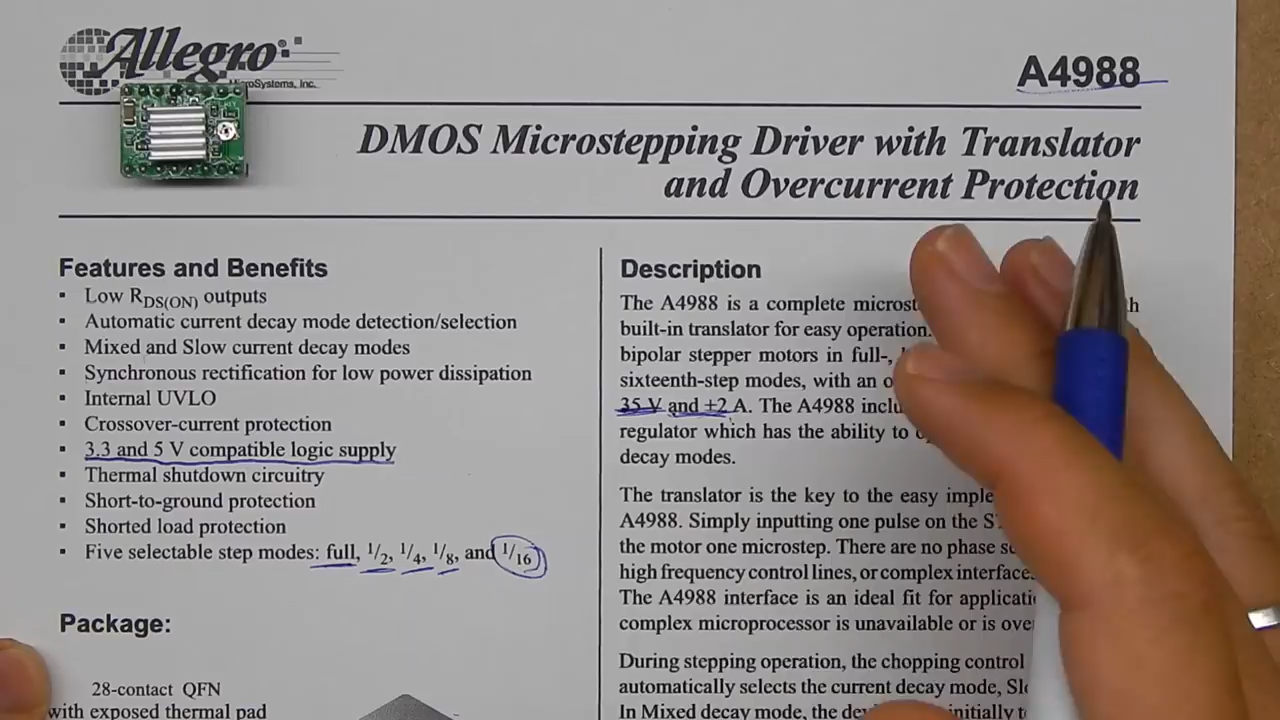 Allegro®
MicroSystems, Inc.
A4988
DMOS Microstepping Driver with Translator
and Overcurrent Protection
Features and Benefits
▪ Low RDS(ON) outputs
▪ Automatic current decay mode detection/selection
▪ Mixed and Slow current decay modes
▪ Synchronous rectification for low power dissipation
▪ Internal UVLO
▪ Crossover-current protection
▪ 3.3 and 5 V compatible logic supply
▪ Thermal shutdown circuitry
▪ Short-to-ground protection
▪ Shorted load protection
▪ Five selectable step modes: full, 1/2, 1/4, 1/8, and 1/16
Package:
28-contact QFN
with exposed thermal pad
Description
The A4988 is a complete
built-in translator for easy operation.
bipolar stepper motors in full-,
sixteenth-step modes, with an
35 V and ±2 A. The A4988
regulator which has the ability to
decay modes.
The translator is the key to the easy
A4988. Simply inputting one pulse on the
the motor one microstep. There are no phase
high frequency control lines, or complex
The A4988 interface is an ideal fit for
complex microprocessor is unavailable or is
During stepping operation, the chopping control
automatically selects the current decay mode,
In Mixed decay mode, the initially